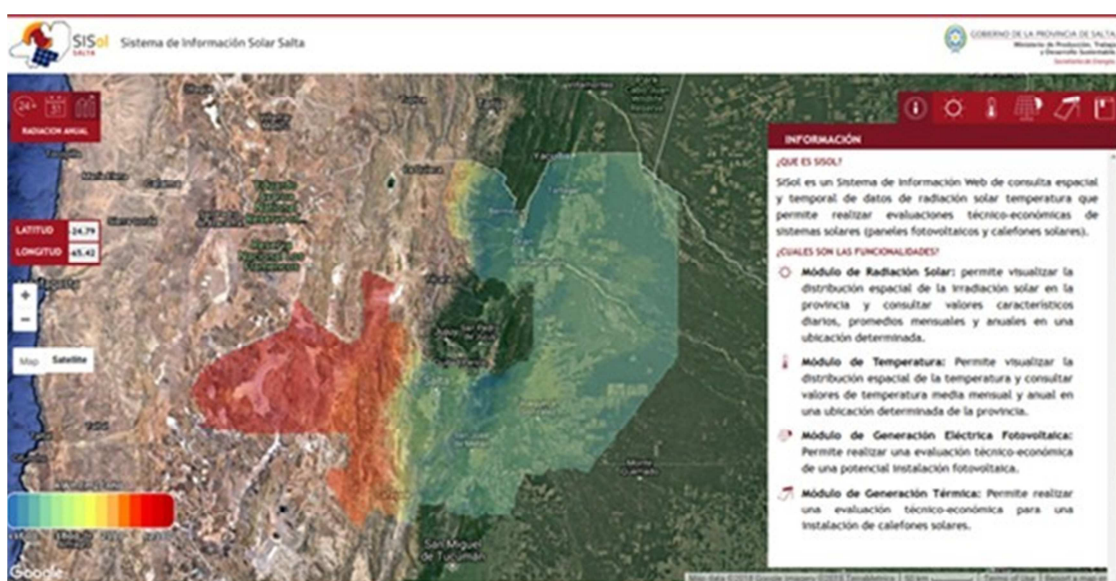 SISol
SALTA
Sistema de Información Solar Salta
GOBIERNO DE LA PROVINCIA DE SALTA
Ministerio de Producción, Trabajo
y Desarrollo Sustentable
Secretaría de Energía
24
31
RADIACION ANUAL
LATITUD -24.79
LONGITUD -65.42
+
−
Map Satellite
Calama
La Quiaca
Tarija
Salta
San Miguel
de Tucumán
Monte
Quemado
Google
INFORMACIÓN
¿QUE ES SISOL?
SiSol es un Sistema de Información Web de consulta espacial
y temporal de datos de radiación solar temperatura que
permite realizar evaluaciones técnico-económicas de
sistemas solares (paneles fotovoltaicos y calefones solares).
¿CUALES SON LAS FUNCIONALIDADES?
Módulo de Radiación Solar: permite visualizar la
distribución espacial de la irradiación solar en la
provincia y consultar valores característicos
diarios, promedios mensuales y anuales en una
ubicación determinada.
Módulo de Temperatura: Permite visualizar la
distribución espacial de la temperatura y consultar
valores de temperatura media mensual y anual en
una ubicación determinada de la provincia.
Módulo de Generación Eléctrica Fotovoltaica:
Permite realizar una evaluación técnico-económica
de una potencial instalación fotovoltaica.
Módulo de Generación Térmica: Permite realizar
una evaluación técnico-económica para una
instalación de calefones solares.